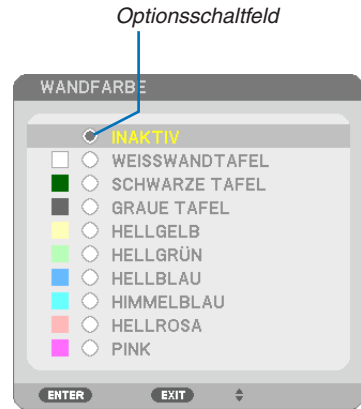 Optionsschaltfeld
WANDFARBE
INAKTIV
WEISSWANDTAFEL
SCHWARZE TAFEL
GRAUE TAFEL
HELLGELB
HELLGRÜN
HELLBLAU
HIMMELBLAU
HELLROSA
PINK
ENTER EXIT